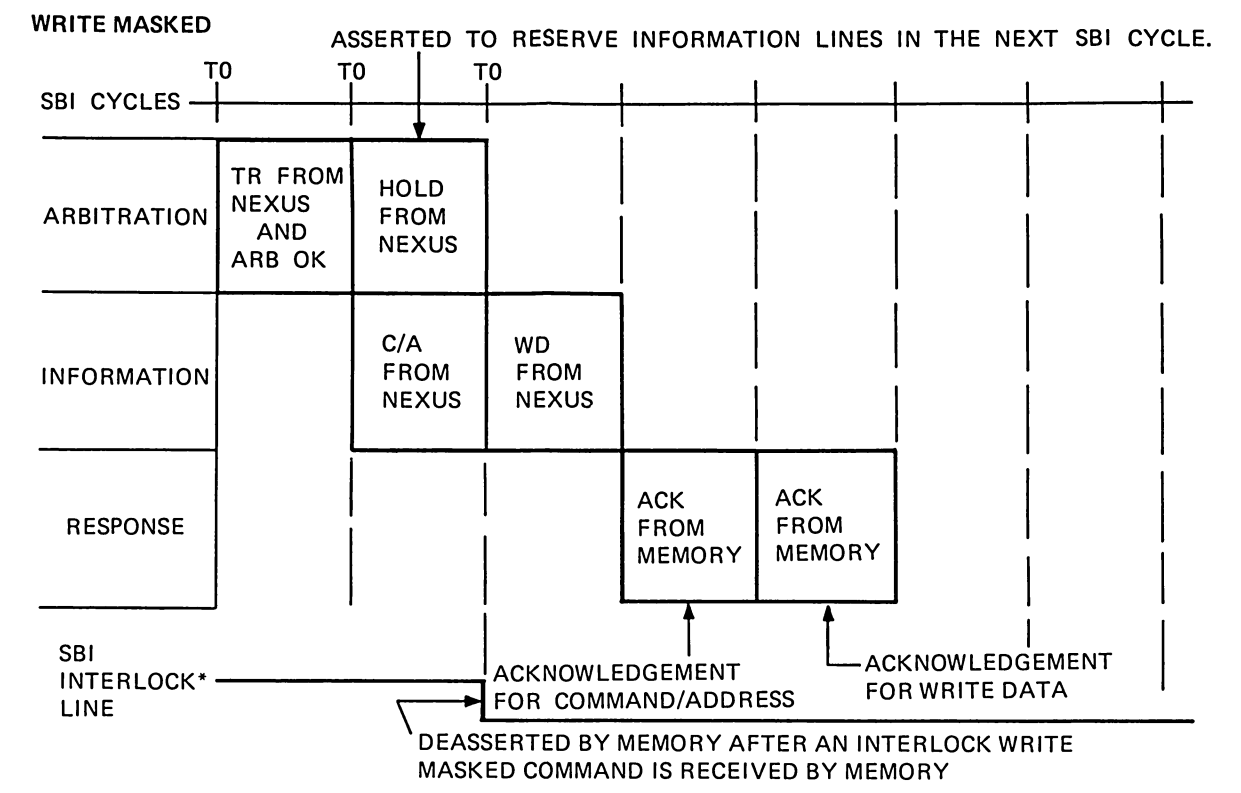 WRITE MASKED
ASSERTED TO RESERVE INFORMATION LINES IN THE NEXT SBI CYCLE.
T0 T0 T0
SBI CYCLES
ARBITRATION
TR FROM
NEXUS
AND
ARB OK
HOLD
FROM
NEXUS
INFORMATION
C/A
FROM
NEXUS
WD
FROM
NEXUS
RESPONSE
ACK
FROM
MEMORY
ACK
FROM
MEMORY
SBI
INTERLOCK*
LINE
ACKNOWLEDGEMENT
FOR COMMAND/ADDRESS
ACKNOWLEDGEMENT
FOR WRITE DATA
DEASSERTED BY MEMORY AFTER AN INTERLOCK WRITE
MASKED COMMAND IS RECEIVED BY MEMORY